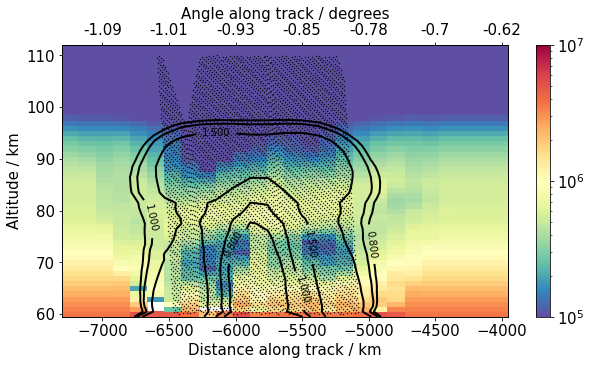 Angle along track / degrees
-1.09 -1.01 -0.93 -0.85 -0.78 -0.7 -0.62
110
100
90
80
70
60
Altitude / km
1.500
1.000
0.800
1.500
1.000
−7000 −6500 −6000 −5500 −5000 −4500 −4000
Distance along track / km
10⁷
10⁶
10⁵